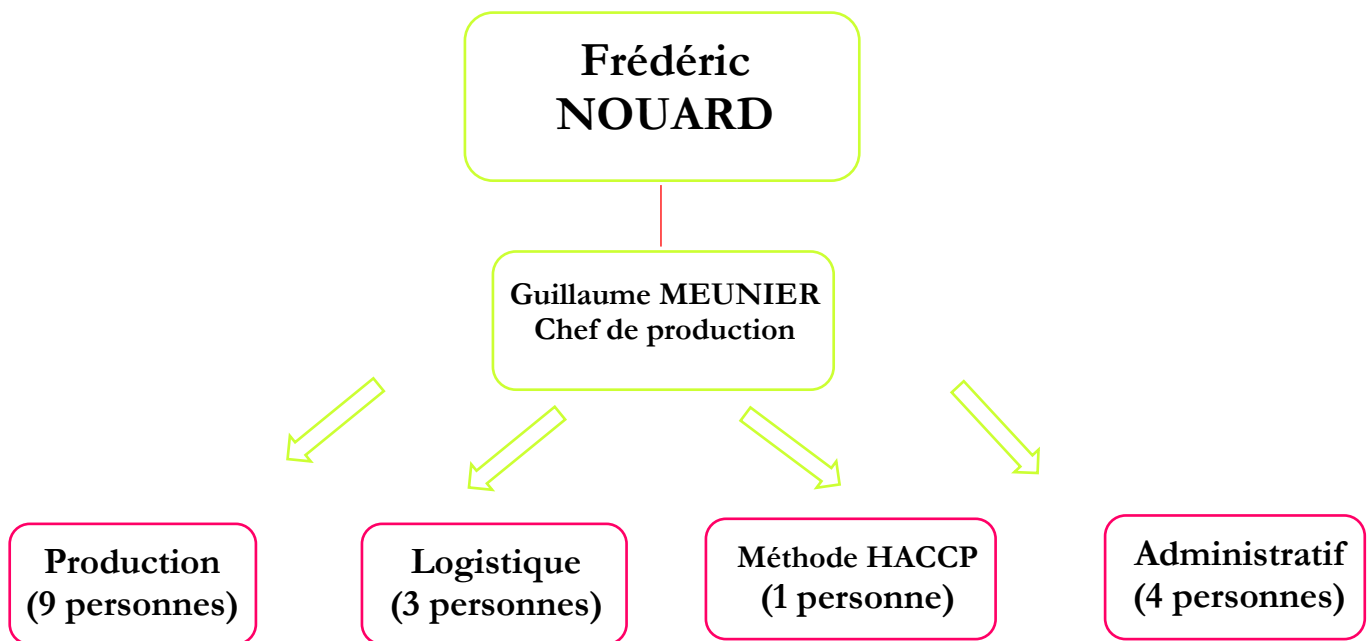 Frédéric
NOUARD
Guillaume MEUNIER
Chef de production
Production
(9 personnes)
Logistique
(3 personnes)
Méthode HACCP
(1 personne)
Administratif
(4 personnes)